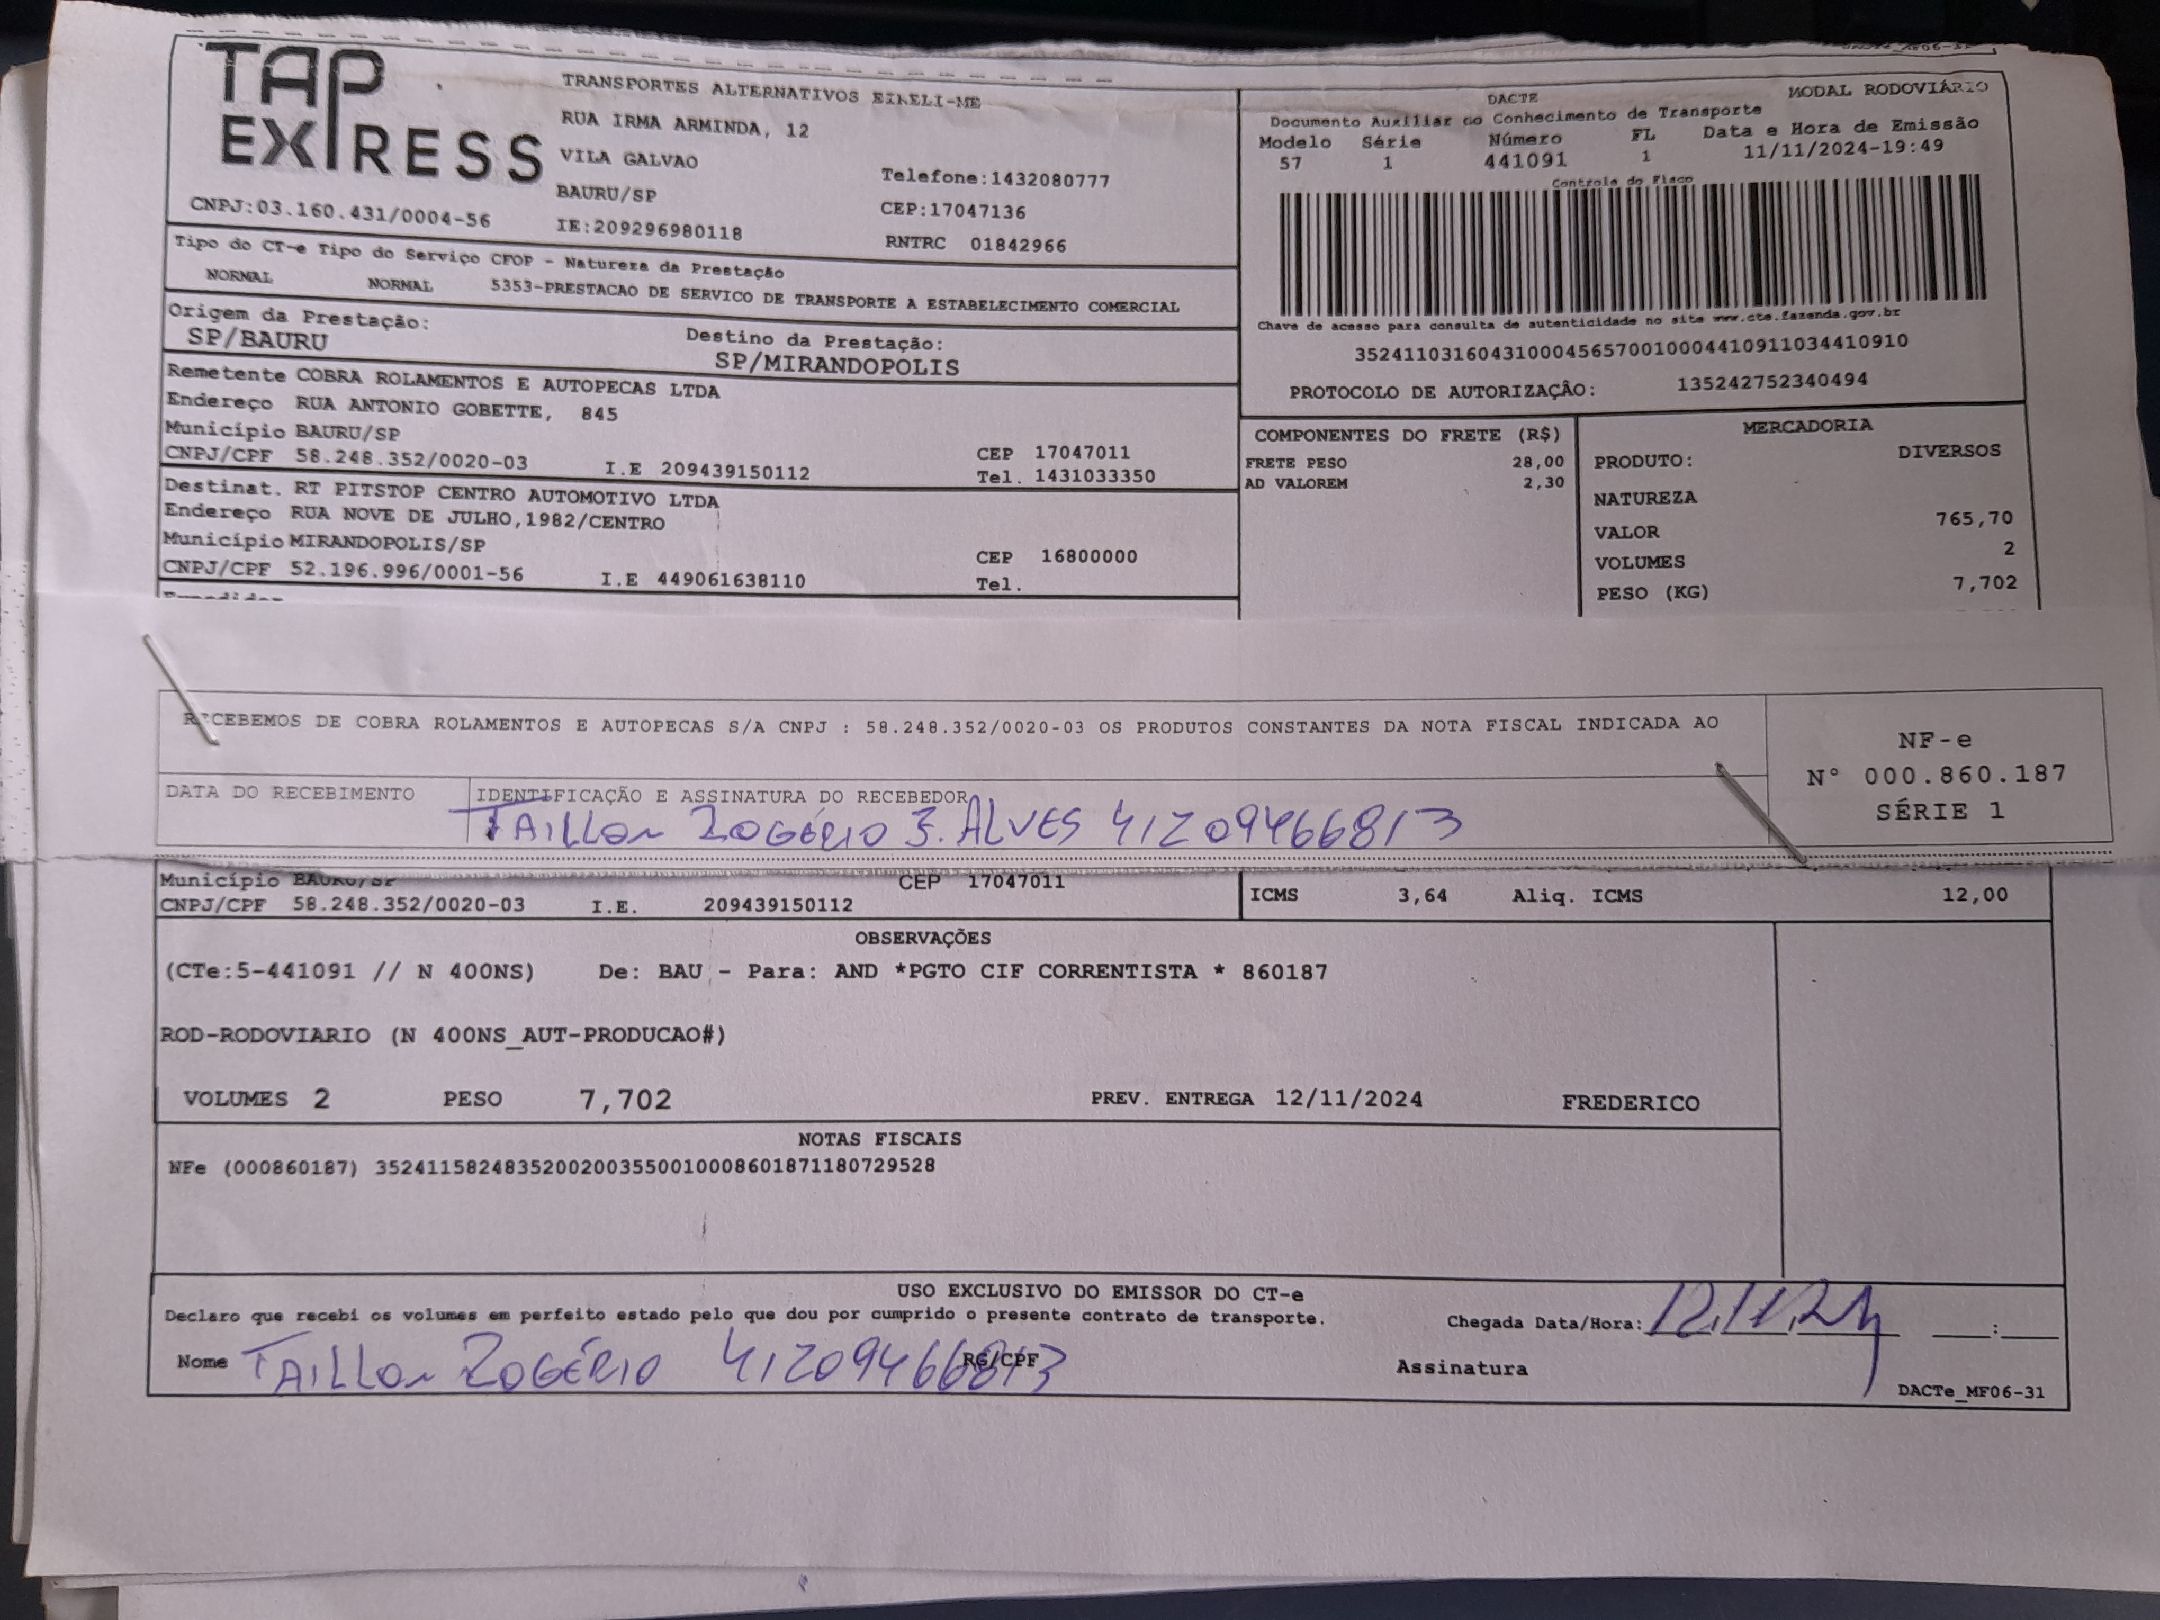 TAP EXPRESS
TRANSPORTES ALTERNATIVOS EIRELI-ME
RUA IRMA ARMINDA, 12
VILA GALVAO
BAURU/SP
Telefone:1432080777
CEP:17047136
CNPJ:03.160.431/0004-56
IE:209296980118
RNTRC 01842966
DACTE
MODAL RODOVIÁRIO
Documento Auxiliar do Conhecimento de Transporte
Modelo Série Número FL Data e Hora de Emissão
57 1 441091 1 11/11/2024-19:49
Controle do Fisco
Chave de acesso para consulta de autenticidade no site www.cte.fazenda.gov.br
35241103160431000456570010004410911034410910
PROTOCOLO DE AUTORIZAÇÃO: 135242752340494
Tipo do CT-e Tipo do Serviço CFOP - Natureza da Prestação
NORMAL NORMAL 5353-PRESTACAO DE SERVICO DE TRANSPORTE A ESTABELECIMENTO COMERCIAL
Origem da Prestação: Destino da Prestação:
SP/BAURU SP/MIRANDOPOLIS
Remetente COBRA ROLAMENTOS E AUTOPECAS LTDA
Endereço RUA ANTONIO GOBETTE, 845
Município BAURU/SP CEP 17047011
CNPJ/CPF 58.248.352/0020-03 I.E 209439150112 Tel. 1431033350
Destinat. RT PITSTOP CENTRO AUTOMOTIVO LTDA
Endereço RUA NOVE DE JULHO,1982/CENTRO
Município MIRANDOPOLIS/SP CEP 16800000
CNPJ/CPF 52.196.996/0001-56 I.E 449061638110 Tel.
COMPONENTES DO FRETE (R$)
FRETE PESO 28,00
AD VALOREM 2,30
MERCADORIA
PRODUTO: DIVERSOS
NATUREZA
VALOR 765,70
VOLUMES 2
PESO (KG) 7,702
RECEBEMOS DE COBRA ROLAMENTOS E AUTOPECAS S/A CNPJ : 58.248.352/0020-03 OS PRODUTOS CONSTANTES DA NOTA FISCAL INDICADA AO
NF-e
Nº 000.860.187
SÉRIE 1
DATA DO RECEBIMENTO IDENTIFICAÇÃO E ASSINATURA DO RECEBEDOR
TAILLON ROGÉRIO J. ALVES 41209466813
Município BAURU/SP CEP 17047011
CNPJ/CPF 58.248.352/0020-03 I.E. 209439150112
ICMS 3,64 Aliq. ICMS 12,00
OBSERVAÇÕES
(CTe:5-441091 // N 400NS) De: BAU - Para: AND *PGTO CIF CORRENTISTA * 860187
ROD-RODOVIARIO (N 400NS_AUT-PRODUCAO#)
VOLUMES 2 PESO 7,702 PREV. ENTREGA 12/11/2024 FREDERICO
NOTAS FISCAIS
NFe (000860187) 35241158248352002003550010008601871180729528
USO EXCLUSIVO DO EMISSOR DO CT-e
Declaro que recebi os volumes em perfeito estado pelo que dou por cumprido o presente contrato de transporte.
Chegada Data/Hora: 12.11.24 :
Nome TAILLON ROGÉRIO RG/CPF 41209466813 Assinatura
DACTe_MF06-31